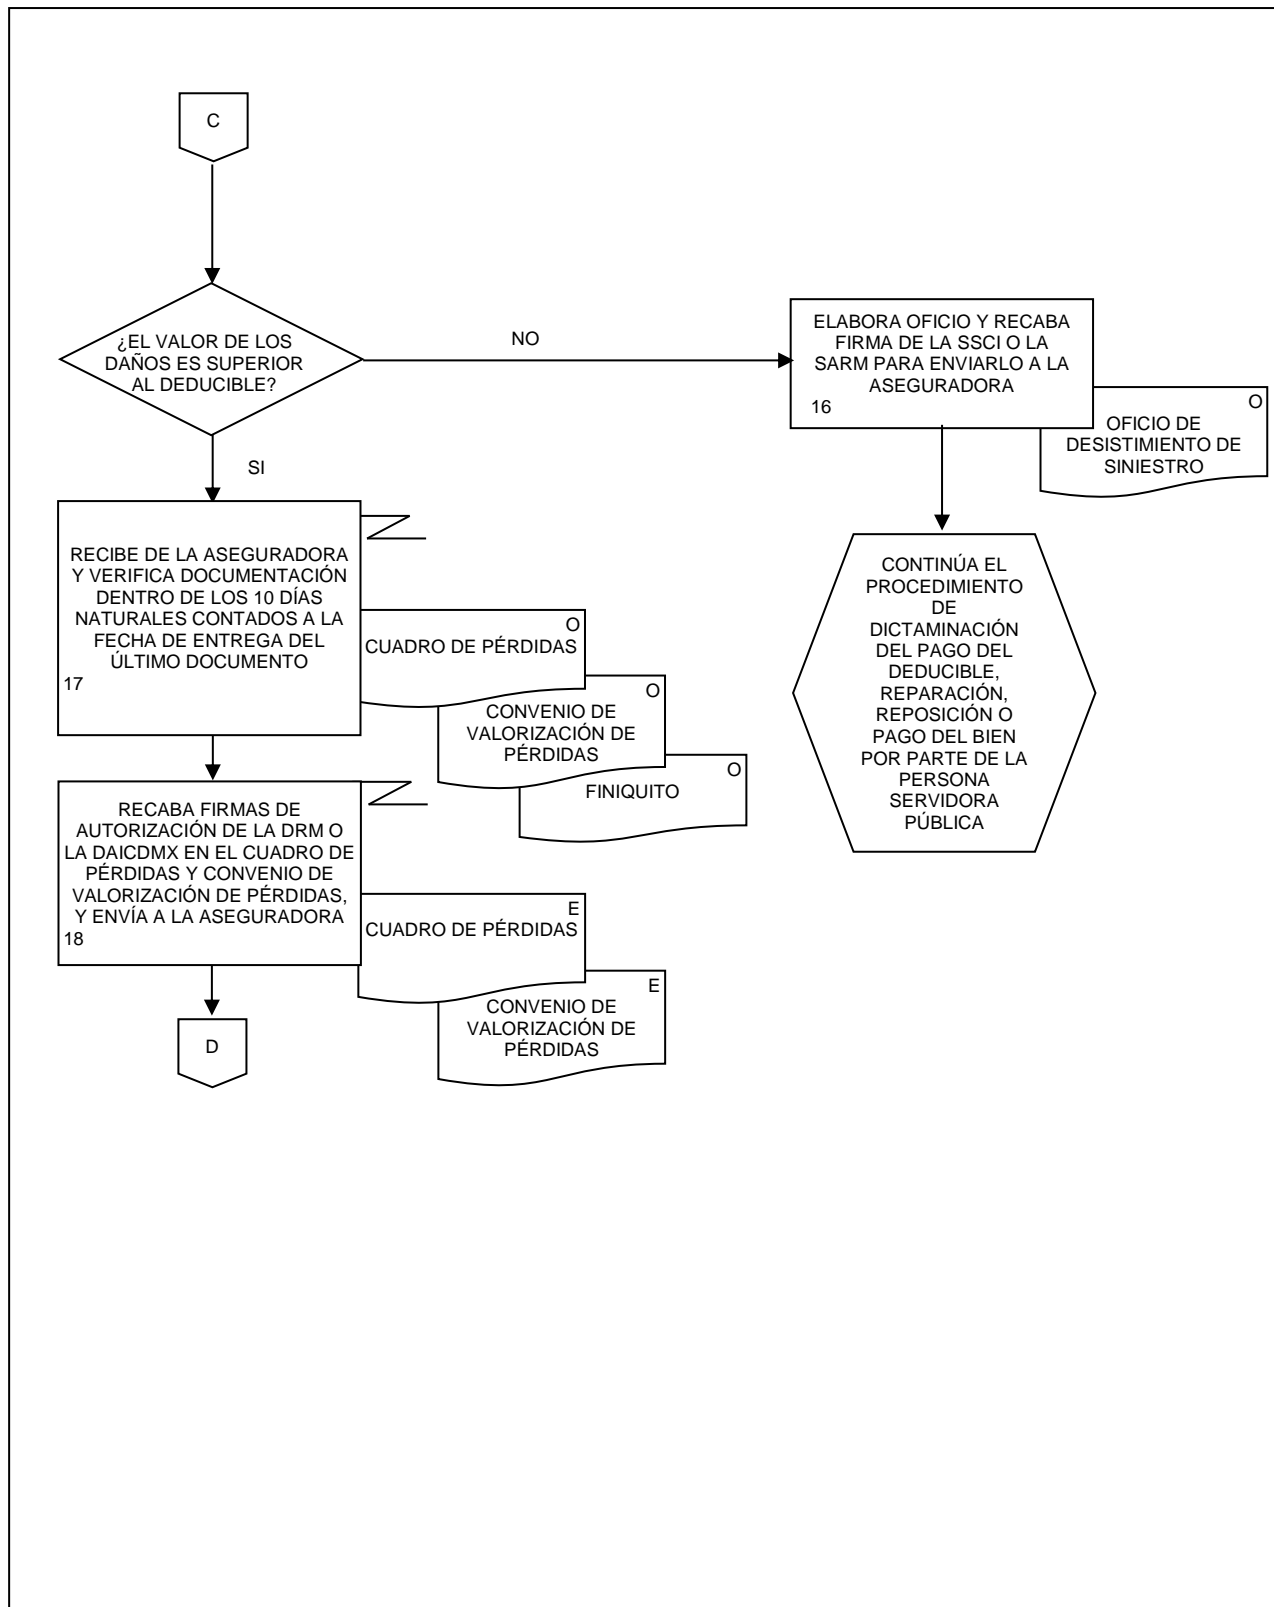 C
¿EL VALOR DE LOS
DAÑOS ES SUPERIOR
AL DEDUCIBLE?
NO
ELABORA OFICIO Y RECABA
FIRMA DE LA SSCI O LA
SARM PARA ENVIARLO A LA
ASEGURADORA
16
O
OFICIO DE
DESISTIMIENTO DE
SINIESTRO
SI
RECIBE DE LA ASEGURADORA
Y VERIFICA DOCUMENTACIÓN
DENTRO DE LOS 10 DÍAS
NATURALES CONTADOS A LA
FECHA DE ENTREGA DEL
ÚLTIMO DOCUMENTO
17
O
CUADRO DE PÉRDIDAS
O
CONVENIO DE
VALORIZACIÓN DE
PÉRDIDAS
O
FINIQUITO
CONTINÚA EL
PROCEDIMIENTO
DE
DICTAMINACIÓN
DEL PAGO DEL
DEDUCIBLE,
REPARACIÓN,
REPOSICIÓN O
PAGO DEL BIEN
POR PARTE DE LA
PERSONA
SERVIDORA
PÚBLICA
RECABA FIRMAS DE
AUTORIZACIÓN DE LA DRM O
LA DAICDMX EN EL CUADRO DE
PÉRDIDAS Y CONVENIO DE
VALORIZACIÓN DE PÉRDIDAS,
Y ENVÍA A LA ASEGURADORA
18
E
CUADRO DE PÉRDIDAS
E
CONVENIO DE
VALORIZACIÓN DE
PÉRDIDAS
D